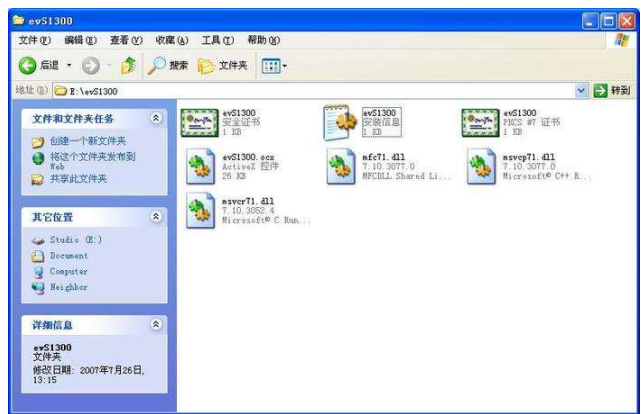 evS1300
文件(F) 编辑(E) 查看(V) 收藏(A) 工具(T) 帮助(H)
后退 搜索 文件夹
地址(D) E:\evS1300 转到
文件和文件夹任务
创建一个新文件夹
将这个文件夹发布到
Web
共享此文件夹
其它位置
Studio (E:)
Document
Computer
Neighbor
详细信息
evS1300
文件夹
修改日期: 2007年7月26日,
13:15
evS1300
安全证书
1 KB
evS1300
安装信息
1 KB
evS1300
PKCS #7 证书
1 KB
evS1300.ocx
ActiveX 控件
26 KB
mfc71.dll
7.10.3077.0
MFCDLL Shared Li...
msvcp71.dll
7.10.3077.0
Microsoft® C++ R...
msvcr71.dll
7.10.3052.4
Microsoft® C Run...